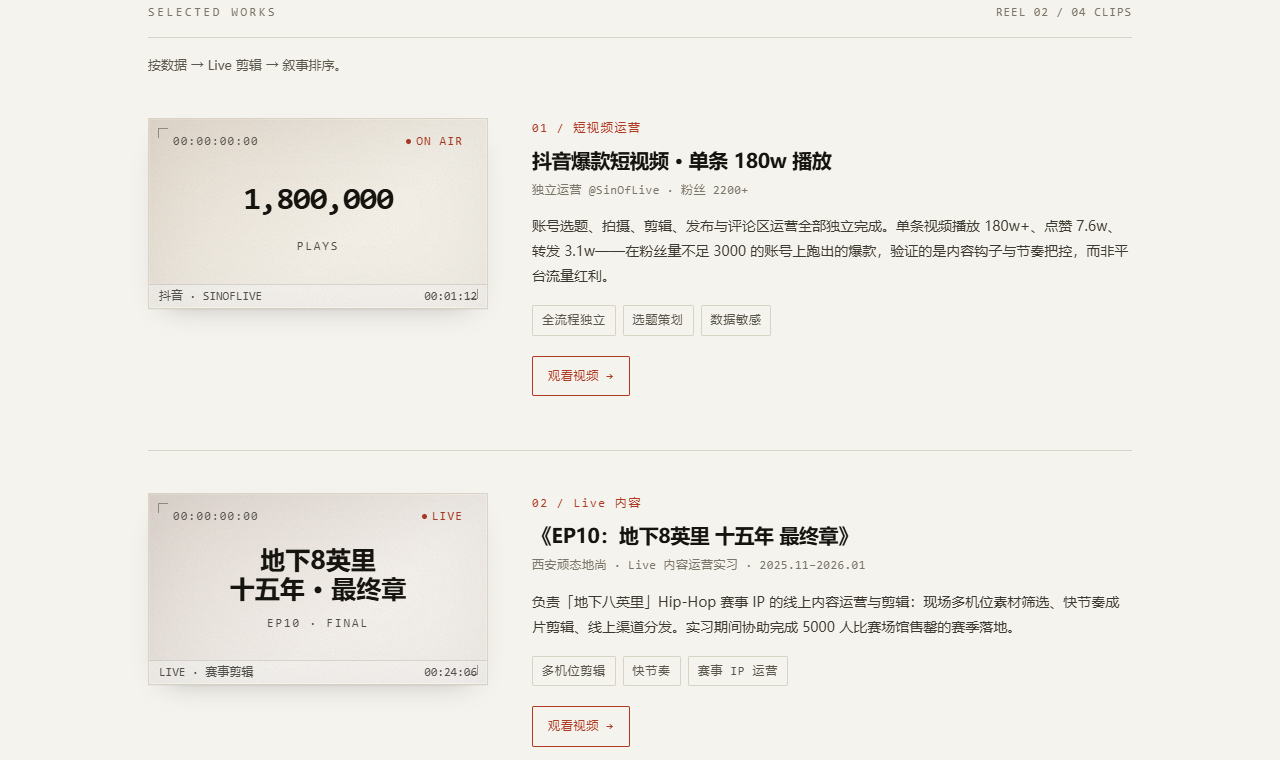 SELECTED WORKS
REEL 02 / 04 CLIPS
按数据 → Live 剪辑 → 叙事排序。
00:00:00:00
ON AIR
1,800,000
PLAYS
抖音 · SINOFLIVE
00:01:12
01 / 短视频运营
抖音爆款短视频 · 单条 180w 播放
独立运营 @SinOfLive · 粉丝 2200+
账号选题、拍摄、剪辑、发布与评论区运营全部独立完成。单条视频播放 180w+、点赞 7.6w、
转发 3.1w——在粉丝量不足 3000 的账号上跑出的爆款，验证的是内容钩子与节奏把控，而非平
台流量红利。
全流程独立
选题策划
数据敏感
观看视频 →
00:00:00:00
LIVE
地下8英里
十五年 · 最终章
EP10 · FINAL
LIVE · 赛事剪辑
00:24:06
02 / Live 内容
《EP10：地下8英里 十五年 最终章》
西安顽态地尚 · Live 内容运营实习 · 2025.11–2026.01
负责「地下八英里」Hip-Hop 赛事 IP 的线上内容运营与剪辑：现场多机位素材筛选、快节奏成
片剪辑、线上渠道分发。实习期间协助完成 5000 人比赛场馆售罄的赛季落地。
多机位剪辑
快节奏
赛事 IP 运营
观看视频 →